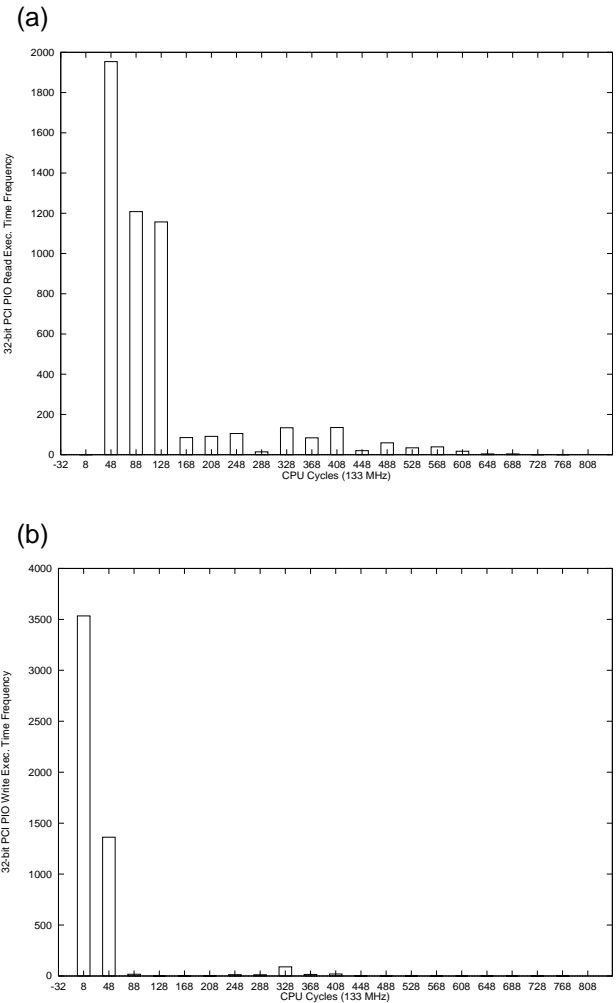 (a)
2000
1800
1600
1400
1200
1000
800
600
400
200
0
32-bit PCI PIO Read Exec. Time Frequency
-32 8 48 88 128 168 208 248 288 328 368 408 448 488 528 568 608 648 688 728 768 808
CPU Cycles (133 MHz)
(b)
4000
3500
3000
2500
2000
1500
1000
500
0
32-bit PCI PIO Write Exec. Time Frequency
-32 8 48 88 128 168 208 248 288 328 368 408 448 488 528 568 608 648 688 728 768 808
CPU Cycles (133 MHz)